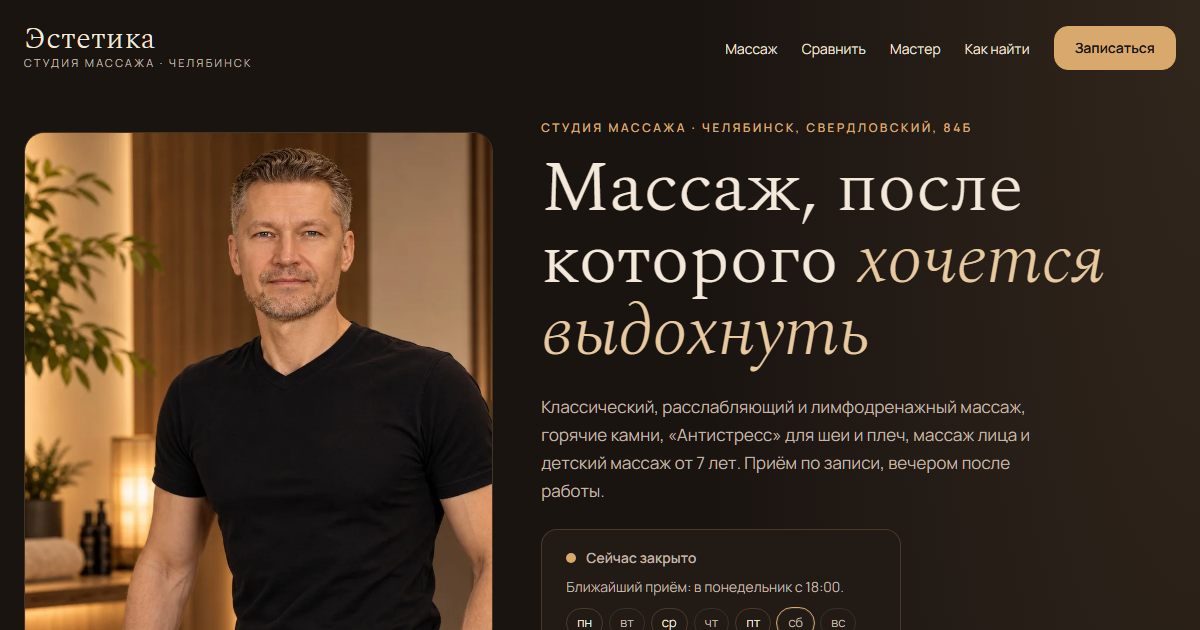 Эстетика
СТУДИЯ МАССАЖА · ЧЕЛЯБИНСК
Массаж
Сравнить
Мастер
Как найти
Записаться
СТУДИЯ МАССАЖА · ЧЕЛЯБИНСК, СВЕРДЛОВСКИЙ, 84Б
Массаж, после
которого хочется
выдохнуть
Классический, расслабляющий и лимфодренажный массаж,
горячие камни, «Антистресс» для шеи и плеч, массаж лица и
детский массаж от 7 лет. Приём по записи, вечером после
работы.
Сейчас закрыто
Ближайший приём: в понедельник с 18:00.
пн вт ср чт пт сб вс